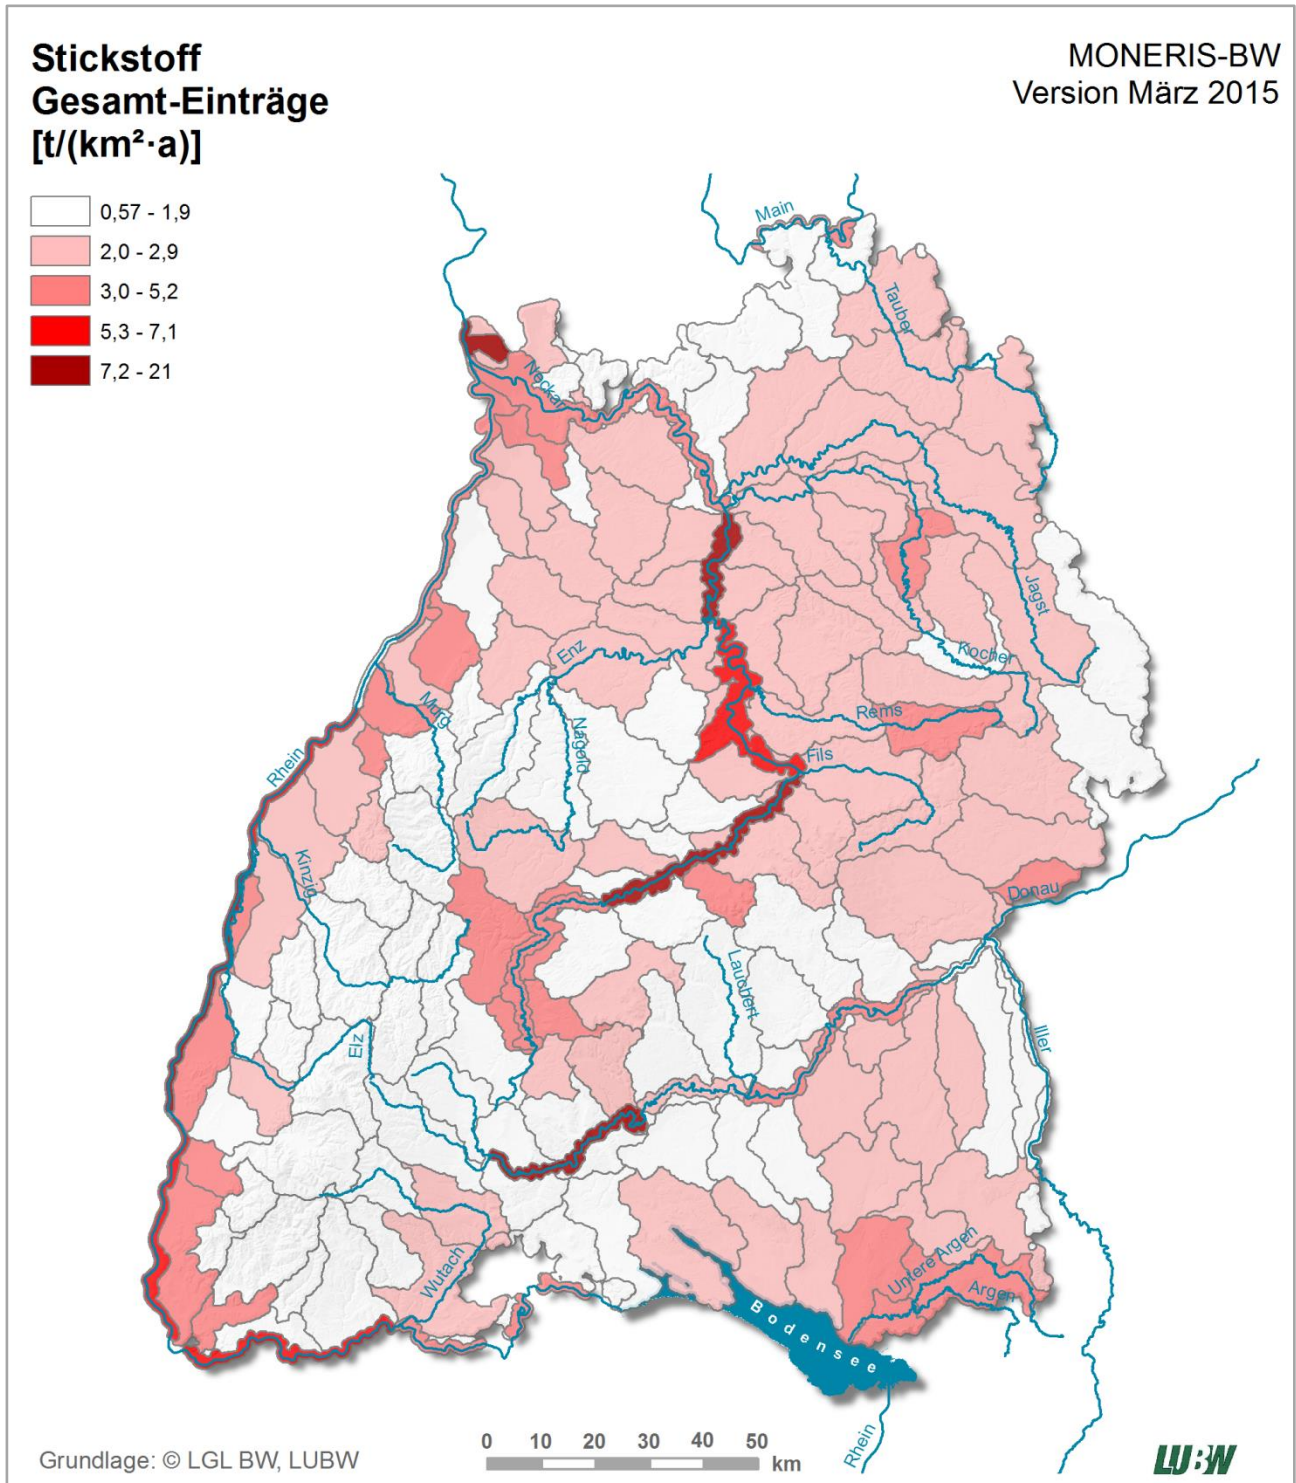 Stickstoff
Gesamt-Einträge
[t/(km²·a)]
MONERIS-BW
Version März 2015
0,57 - 1,9
2,0 - 2,9
3,0 - 5,2
5,3 - 7,1
7,2 - 21
Main
Tauber
Neckar
Jagst
Kocher
Enz
Murg
Nagold
Rems
Fils
Rhein
Kinzig
Donau
Lauchert
Elz
Iller
Wutach
Untere Argen
Argen
Bodensee
Rhein
0 10 20 30 40 50
km
Grundlage: © LGL BW, LUBW
LUBW